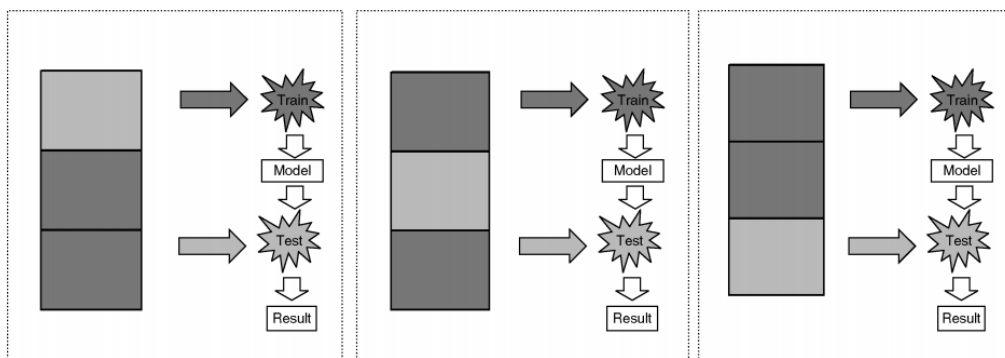 Train
Model
Test
Result
Train
Model
Test
Result
Train
Model
Test
Result